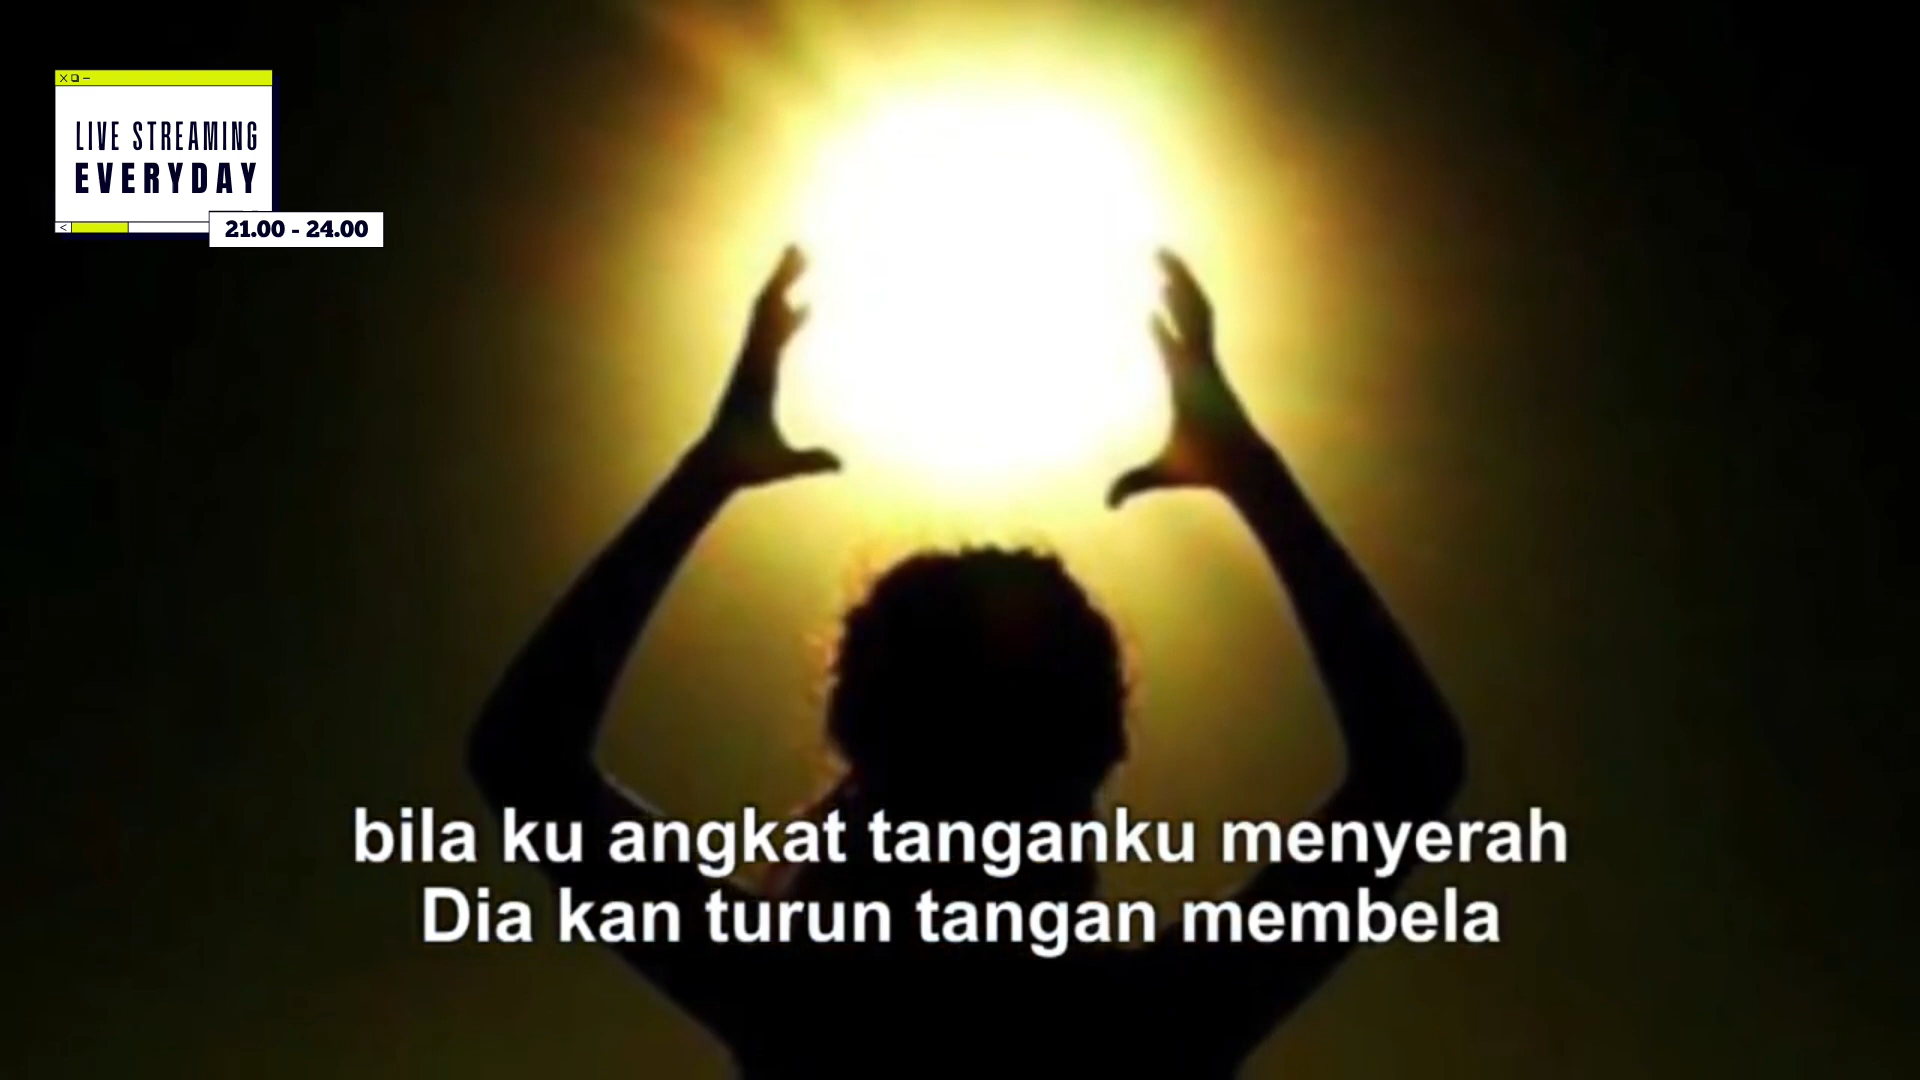 LIVE STREAMING
EVERYDAY
21.00 - 24.00
bila ku angkat tanganku menyerah
Dia kan turun tangan membela